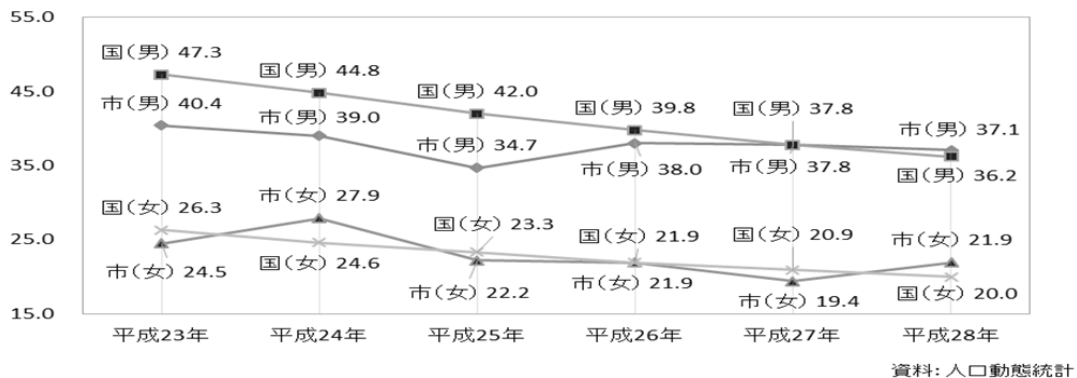 55.0
国(男) 47.3
国(男) 44.8
45.0
国(男) 42.0
国(男) 39.8
国(男) 37.8
市(男) 40.4
市(男) 39.0
市(男) 34.7
市(男) 38.0
市(男) 37.8
市(男) 37.1
国(男) 36.2
35.0
国(女) 26.3
市(女) 27.9
国(女) 23.3
国(女) 21.9
国(女) 20.9
市(女) 21.9
25.0
市(女) 24.5
国(女) 24.6
市(女) 22.2
市(女) 21.9
市(女) 19.4
国(女) 20.0
15.0
平成23年 平成24年 平成25年 平成26年 平成27年 平成28年
資料: 人口動態統計